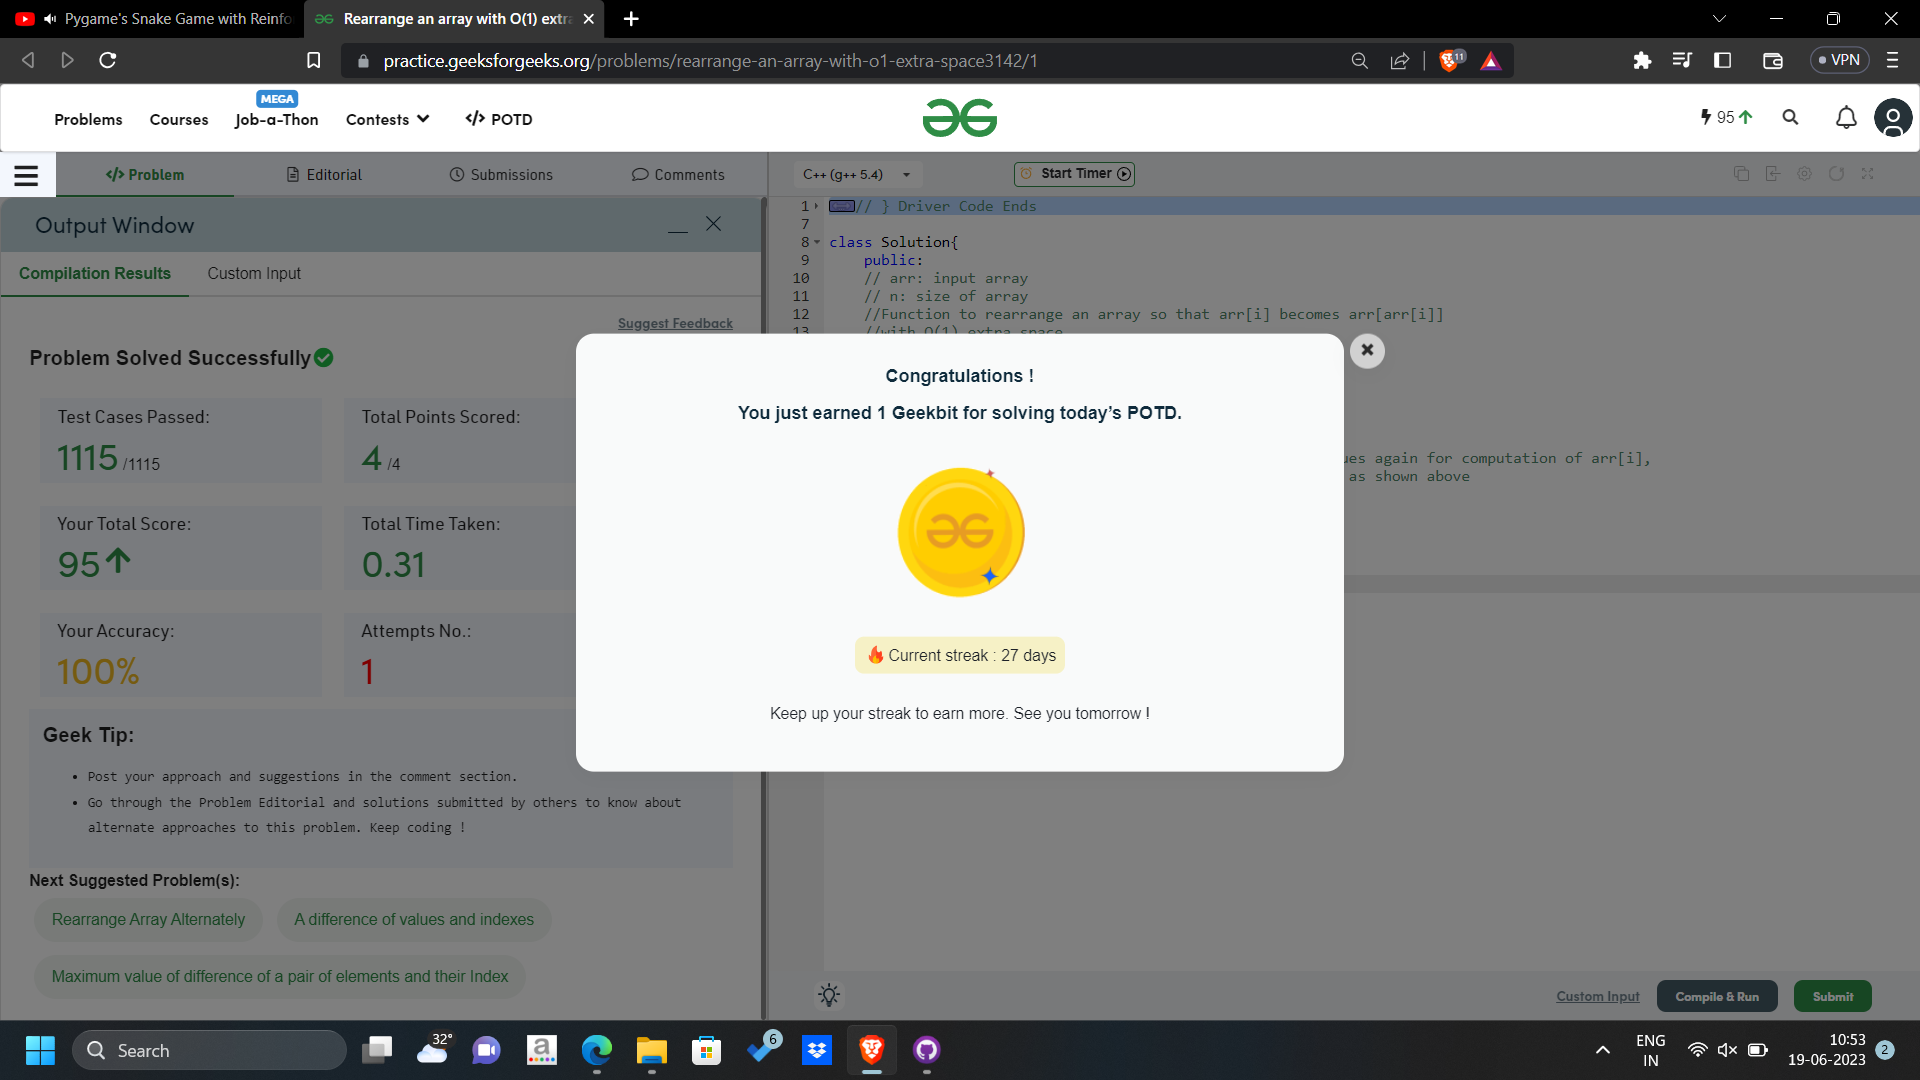 Pygame's Snake Game with Reinfo
Rearrange an array with O(1) extra
practice.geeksforgeeks.org/problems/rearrange-an-array-with-o1-extra-space3142/1
11
VPN
Problems
Courses
MEGA
Job-a-Thon
Contests
</> POTD
95
</> Problem
Editorial
Submissions
Comments
C++ (g++ 5.4)
Start Timer
Output Window
Compilation Results
Custom Input
Suggest Feedback
Problem Solved Successfully
Test Cases Passed:
1115 /1115
Total Points Scored:
4 /4
Your Total Score:
95
Total Time Taken:
0.31
Your Accuracy:
100%
Attempts No.:
1
Geek Tip:
• Post your approach and suggestions in the comment section.
• Go through the Problem Editorial and solutions submitted by others to know about
alternate approaches to this problem. Keep coding !
Next Suggested Problem(s):
Rearrange Array Alternately
A difference of values and indexes
Maximum value of difference of a pair of elements and their Index
1 // } Driver Code Ends
7
8 class Solution{
9 public:
10 // arr: input array
11 // n: size of array
12 //Function to rearrange an array so that arr[i] becomes arr[arr[i]]
13 //with O(1) extra space
ues again for computation of arr[i],
as shown above
Congratulations !
You just earned 1 Geekbit for solving today's POTD.
Current streak : 27 days
Keep up your streak to earn more. See you tomorrow !
Custom Input
Compile & Run
Submit
Search
32°
a
6
ENG
IN
10:53
19-06-2023
2